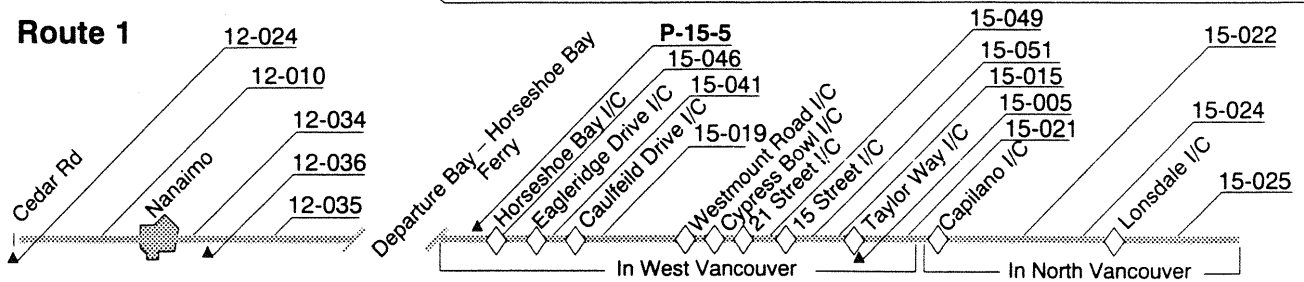 Route 1
12-024
12-010
12-034
12-036
12-035
Cedar Rd
Nanaimo
Departure Bay - Horseshoe Bay
Ferry
P-15-5
15-046
15-041
15-019
Horseshoe Bay I/C
Eagleridge Drive I/C
Caulfeild Drive I/C
Westmount Road I/C
Cypress Bowl I/C
21 Street I/C
15 Street I/C
Taylor Way I/C
Capilano I/C
Lonsdale I/C
15-049
15-051
15-015
15-005
15-021
15-022
15-024
15-025
In West Vancouver
In North Vancouver